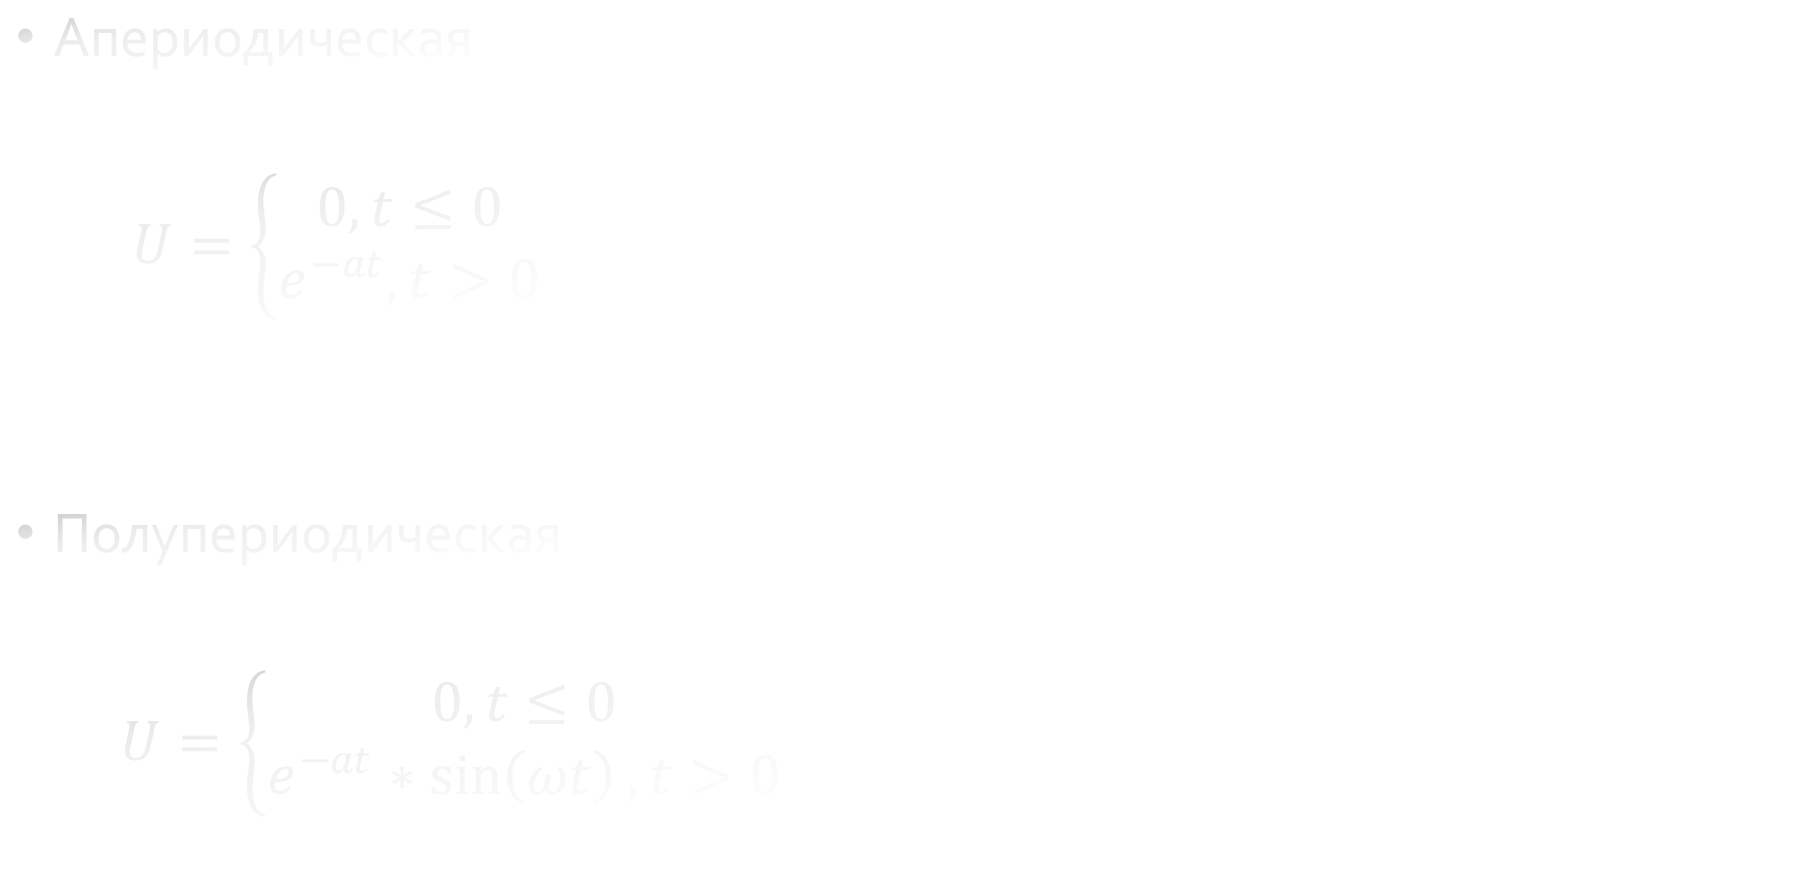 • Апериодическая
U = { 0, t ≤ 0
e^{−at}, t > 0
• Полупериодическая
U = { 0, t ≤ 0
e^{−at} * sin(ωt), t > 0